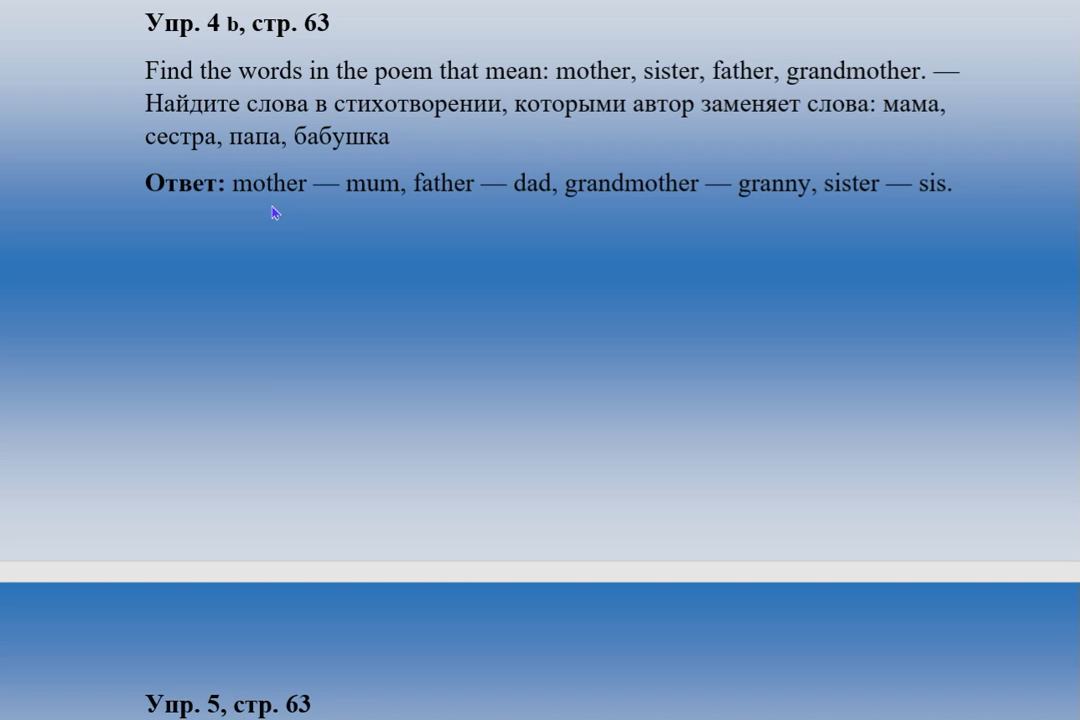 Упр. 4 b, стр. 63
Find the words in the poem that mean: mother, sister, father, grandmother. —
Найдите слова в стихотворении, которыми автор заменяет слова: мама,
сестра, папа, бабушка
Ответ: mother — mum, father — dad, grandmother — granny, sister — sis.
Упр. 5, стр. 63